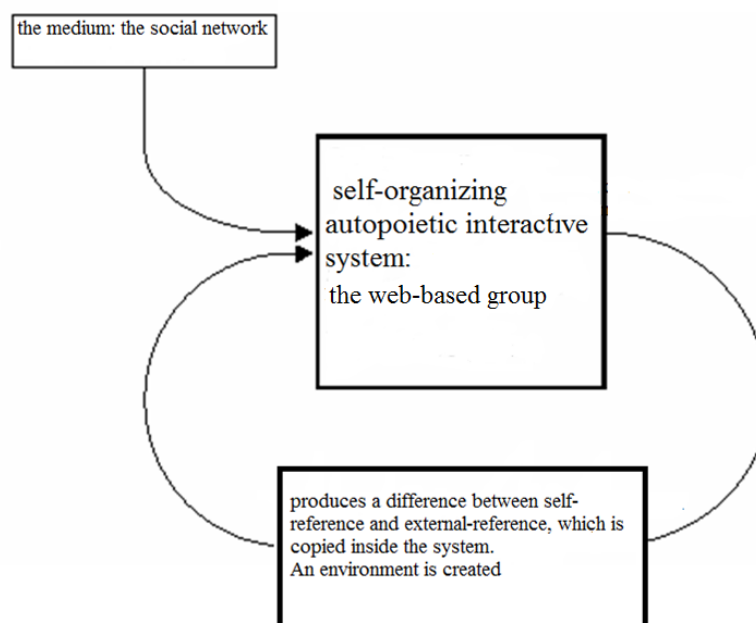 the medium: the social network
self-organizing
autopoietic interactive
system:
the web-based group
produces a difference between self-
reference and external-reference, which is
copied inside the system.
An environment is created